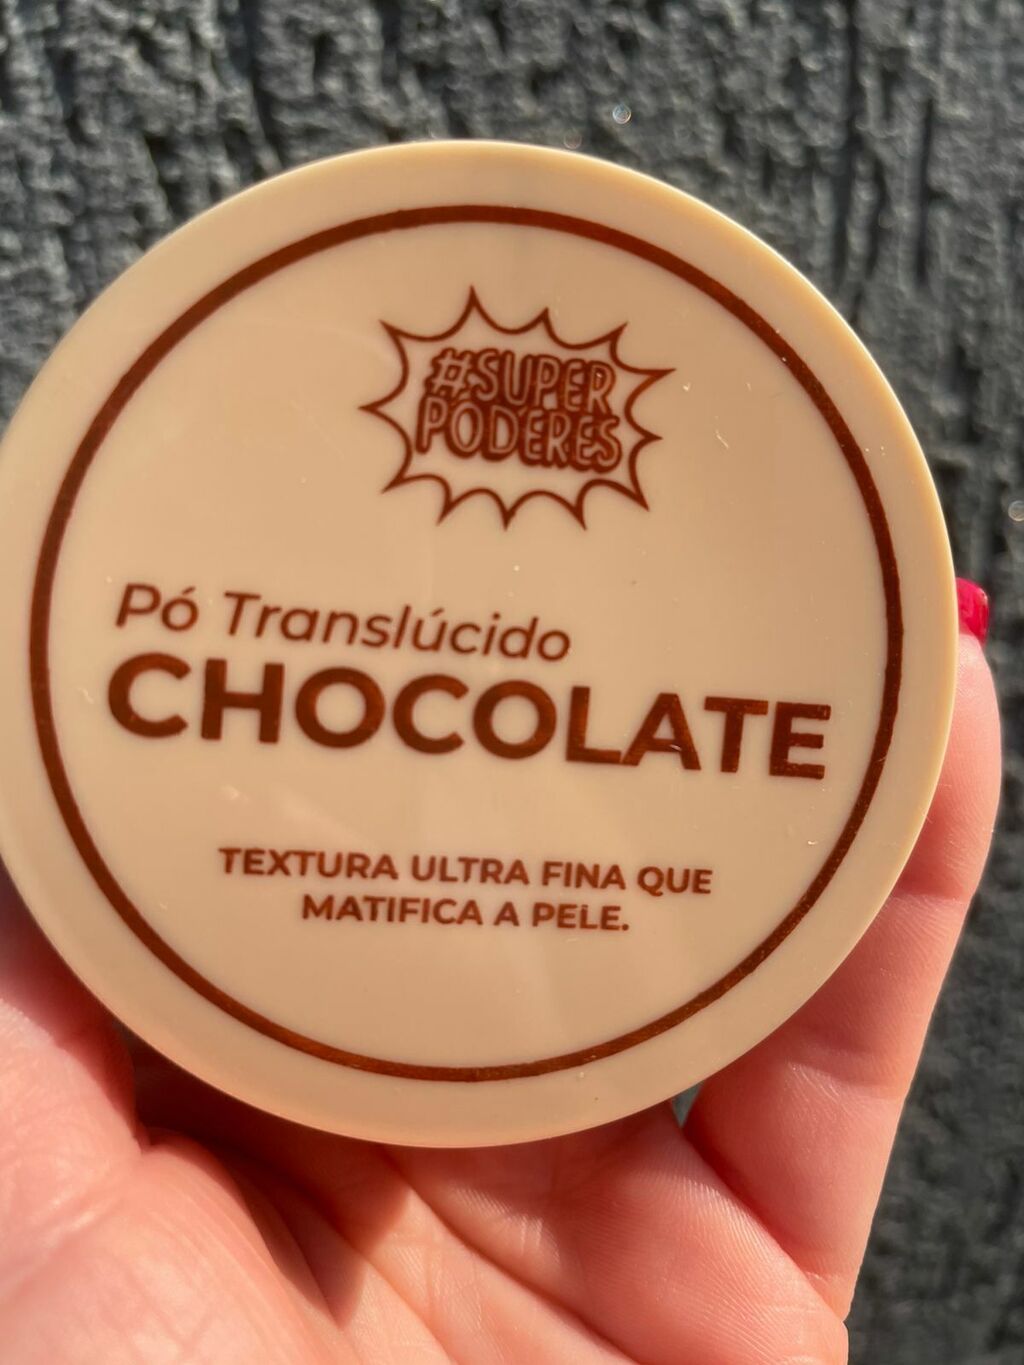 #SUPER
PODERES
Pó Translúcido
CHOCOLATE
TEXTURA ULTRA FINA QUE
MATIFICA A PELE.